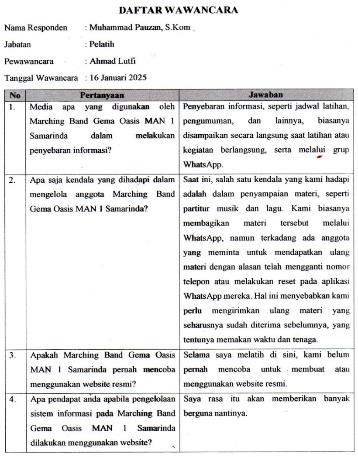 DAFTAR WAWANCARA
Nama Responden : Muhammad Pauzan, S.Kom
Jabatan : Pelatih
Pewawancara : Ahmad Lutfi
Tanggal Wawancara : 16 Januari 2025
No Pertanyaan Jawaban
1. Media apa yang digunakan oleh
Marching Band Gema Oasis MAN 1
Samarinda dalam melakukan
penyebaran informasi?
Penyebaran informasi, seperti jadwal latihan,
pengumuman, dan lainnya, biasanya
disampaikan secara langsung saat latihan atau
kegiatan berlangsung, serta melalui grup
WhatsApp.
2. Apa saja kendala yang dihadapi dalam
mengelola anggota Marching Band
Gema Oasis MAN 1 Samarinda?
Saat ini, salah satu kendala yang kami hadapi
adalah dalam penyampaian materi, seperti
partitur musik dan lagu. Kami biasanya
membagikan materi tersebut melalui
WhatsApp, namun terkadang ada anggota
yang meminta untuk mendapatkan ulang
materi dengan alasan telah mengganti nomor
telepon atau melakukan reset pada aplikasi
WhatsApp mereka. Hal ini menyebabkan kami
perlu mengirimkan ulang materi yang
seharusnya sudah diterima sebelumnya, yang
tentunya memakan waktu dan tenaga.
3. Apakah Marching Band Gema Oasis
MAN 1 Samarinda pernah mencoba
menggunakan website resmi?
Selama saya melatih di sini, kami belum
pernah mencoba untuk membuat atau
menggunakan website resmi.
4. Apa pendapat anda apabila pengelolaan
sistem informasi pada Marching Band
Gema Oasis MAN 1 Samarinda
dilakukan menggunakan website?
Saya rasa itu akan memberikan banyak
berguna nantinya.